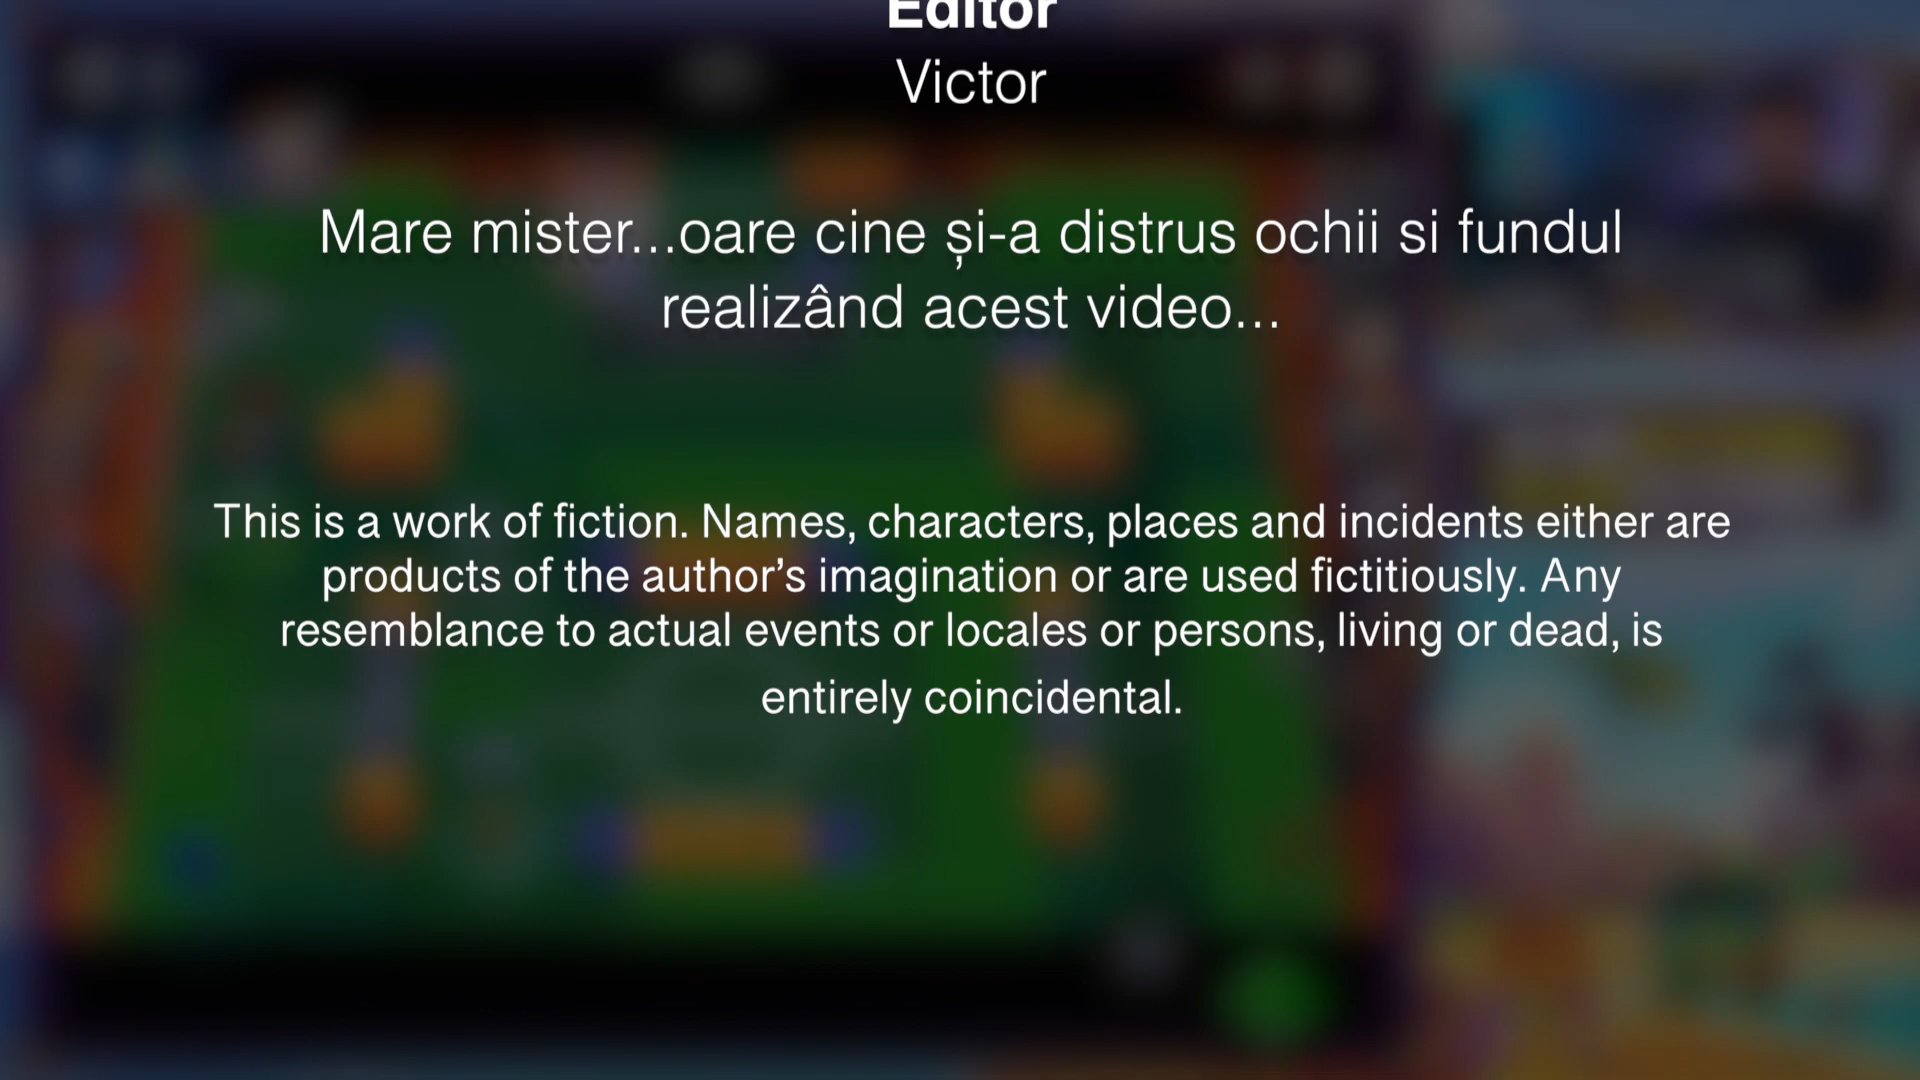 Editor
Victor
Mare mister...oare cine și-a distrus ochii si fundul
realizând acest video...
This is a work of fiction. Names, characters, places and incidents either are
products of the author’s imagination or are used fictitiously. Any
resemblance to actual events or locales or persons, living or dead, is
entirely coincidental.